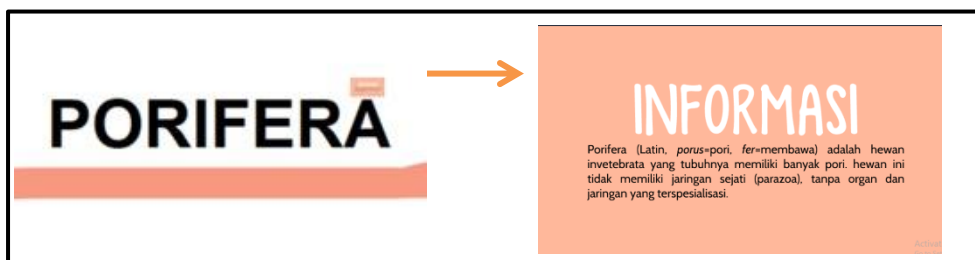 PORIFERA
INFORMASI
Porifera (Latin, porus=pori, fer=membawa) adalah hewan
invetebrata yang tubuhnya memiliki banyak pori. hewan ini
tidak memiliki jaringan sejati (parazoa), tanpa organ dan
jaringan yang terspesialisasi.